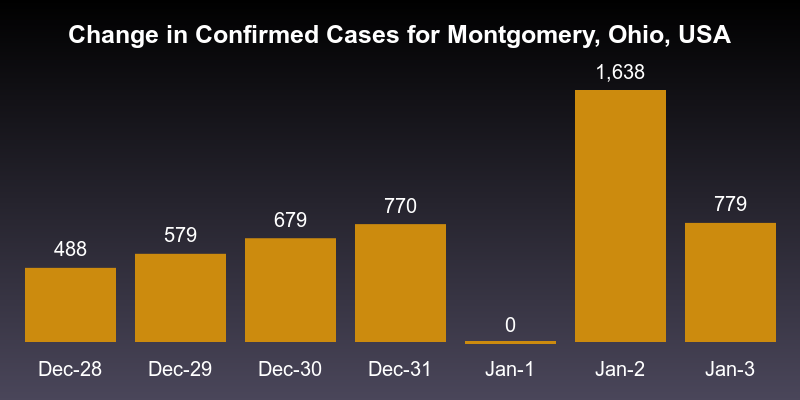 Change in Confirmed Cases for Montgomery, Ohio, USA
488 579 679 770 0 1,638 779
Dec-28 Dec-29 Dec-30 Dec-31 Jan-1 Jan-2 Jan-3